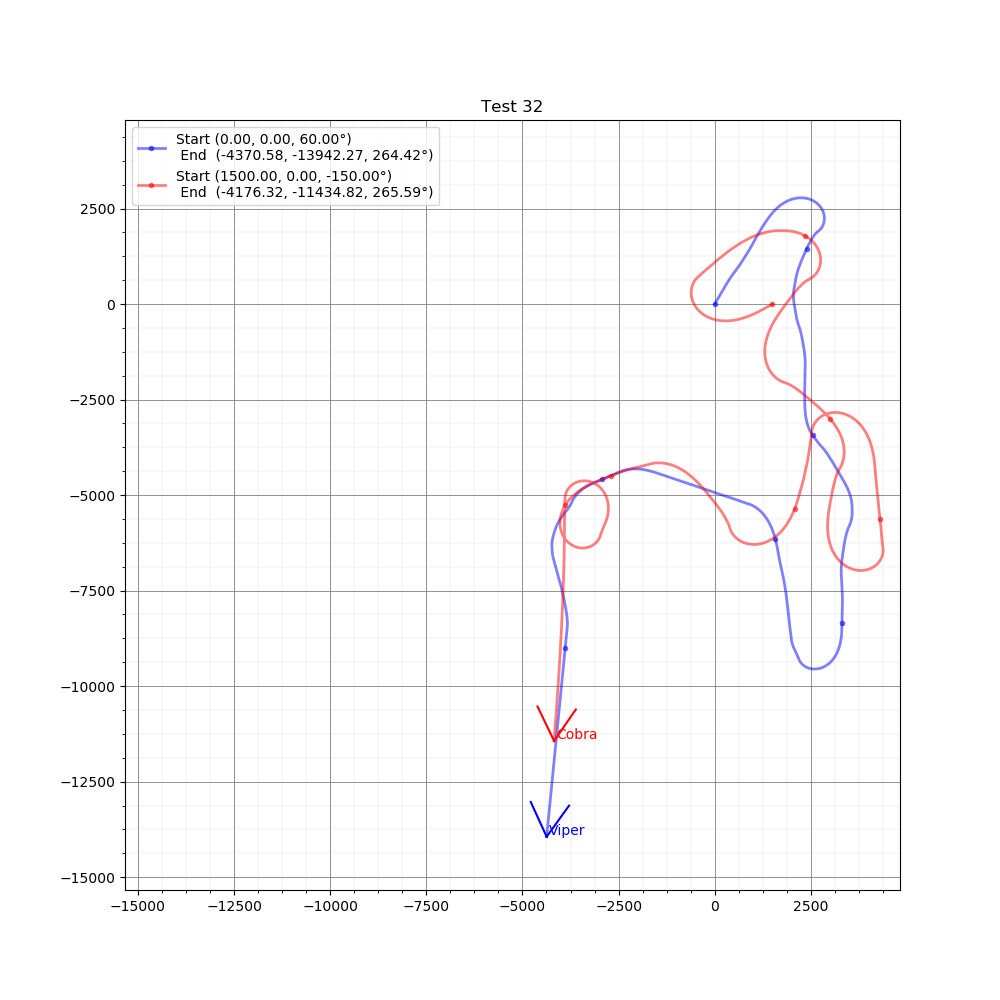 Test 32
Start (0.00, 0.00, 60.00°)
End (-4370.58, -13942.27, 264.42°)
Start (1500.00, 0.00, -150.00°)
End (-4176.32, -11434.82, 265.59°)
2500
0
−2500
−5000
−7500
−10000
−12500
−15000
Cobra
Viper
−15000 −12500 −10000 −7500 −5000 −2500 0 2500